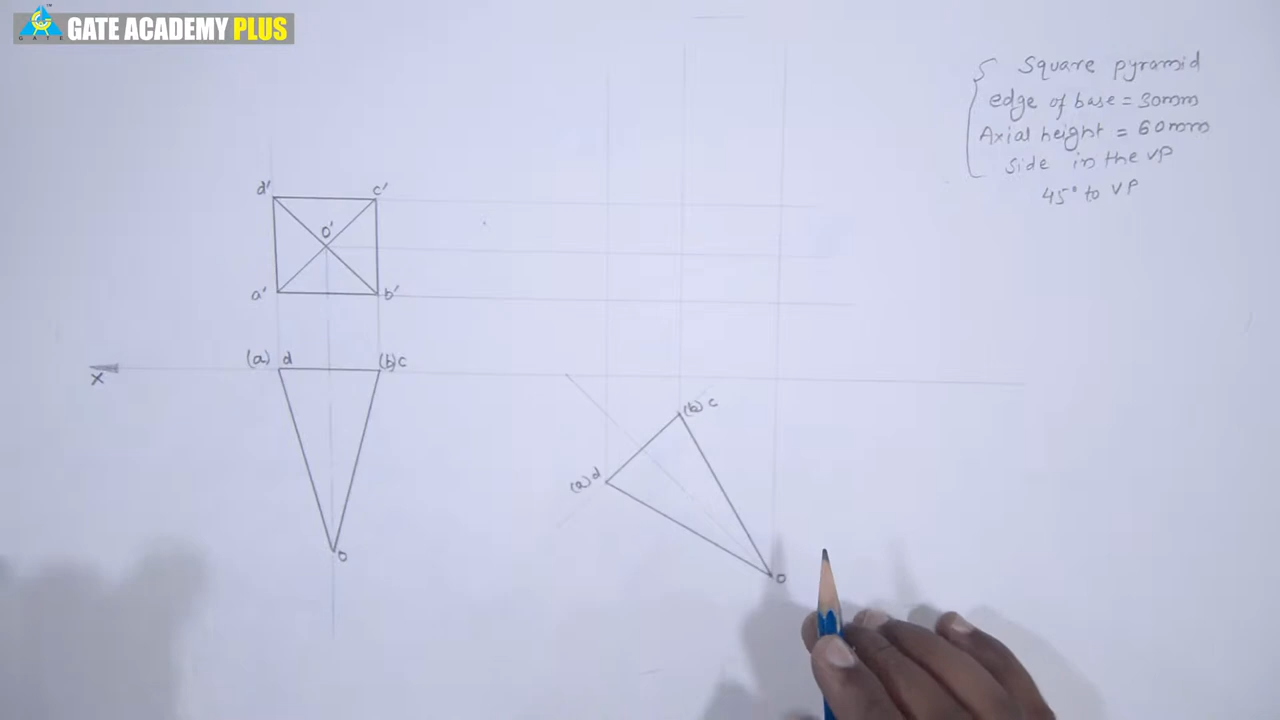 GATE ACADEMY PLUS
GATE
Square pyramid
edge of base = 30mm
Axial height = 60mm
Side in the VP
45° to VP
d' c'
o'
a' b'
(a) d (b) c
X
(b) c
(a) d
o
o